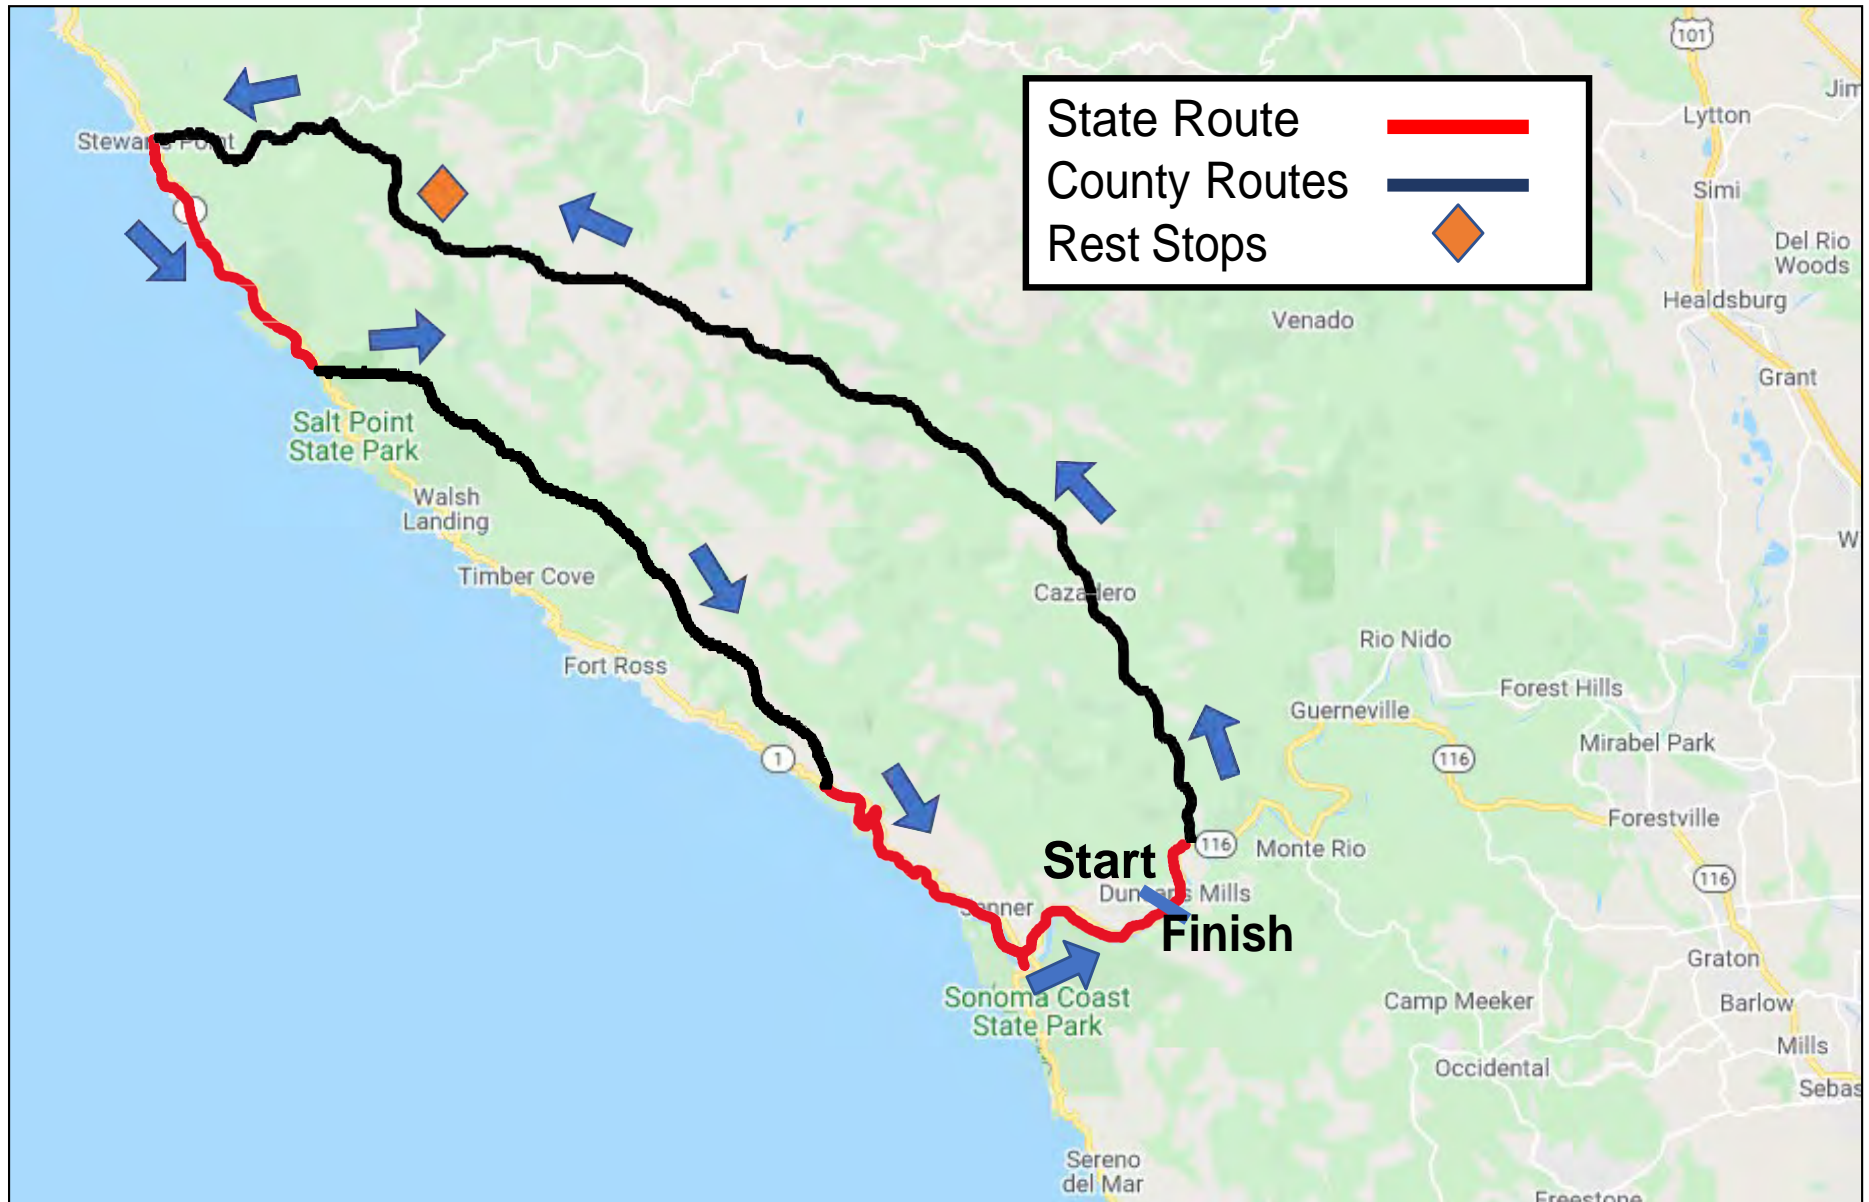 101
Jim
Lytton
State Route
County Routes
Rest Stops
Stewarts Point
Simi
Del Rio
Woods
Healdsburg
Venado
Grant
Salt Point
State Park
Walsh
Landing
W
Timber Cove
Cazadero
Rio Nido
Fort Ross
Forest Hills
Guerneville
Mirabel Park
1
116
Forestville
116
Monte Rio
Start
Duncans Mills
116
Jenner
Finish
Graton
Sonoma Coast
State Park
Camp Meeker
Barlow
Mills
Occidental
Sebas
Sereno
del Mar
Freestone